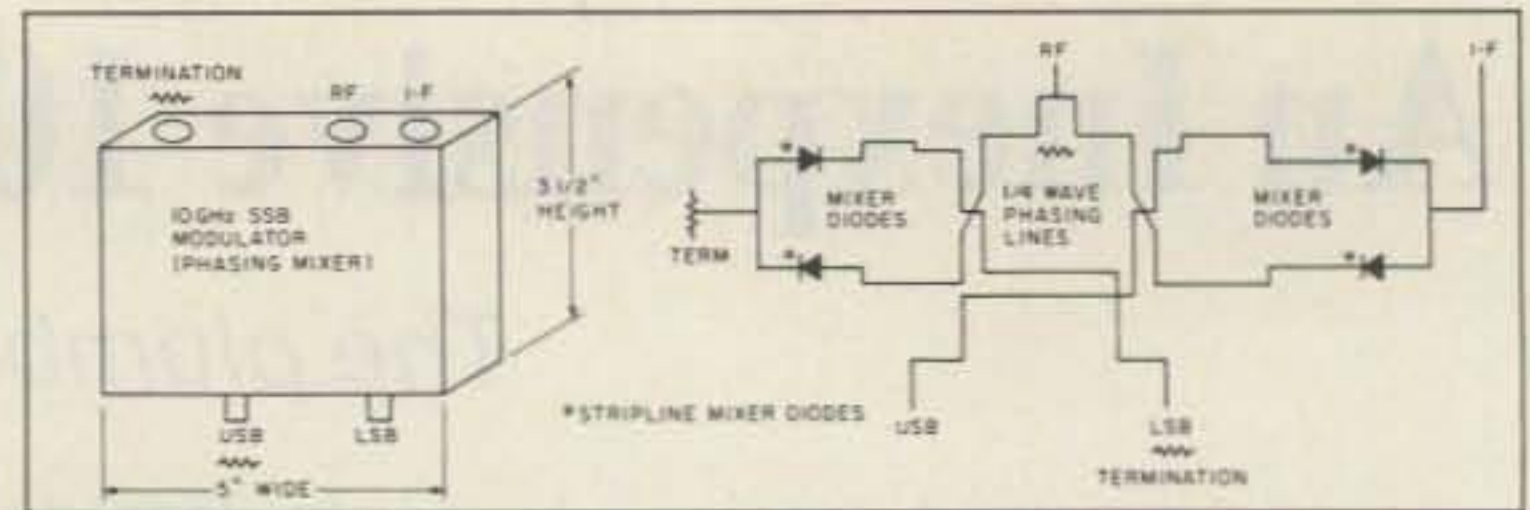 TERMINATION
RF
I-F
10GHz SSB
MODULATOR
[PHASING MIXER]
3 1/2"
HEIGHT
USB
LSB
5" WIDE
RF
I-F
*
*
MIXER
DIODES
1/4 WAVE
PHASING
LINES
MIXER
DIODES
TERM
*
*
*STRIPLINE MIXER DIODES
USB
LSB
TERMINATION